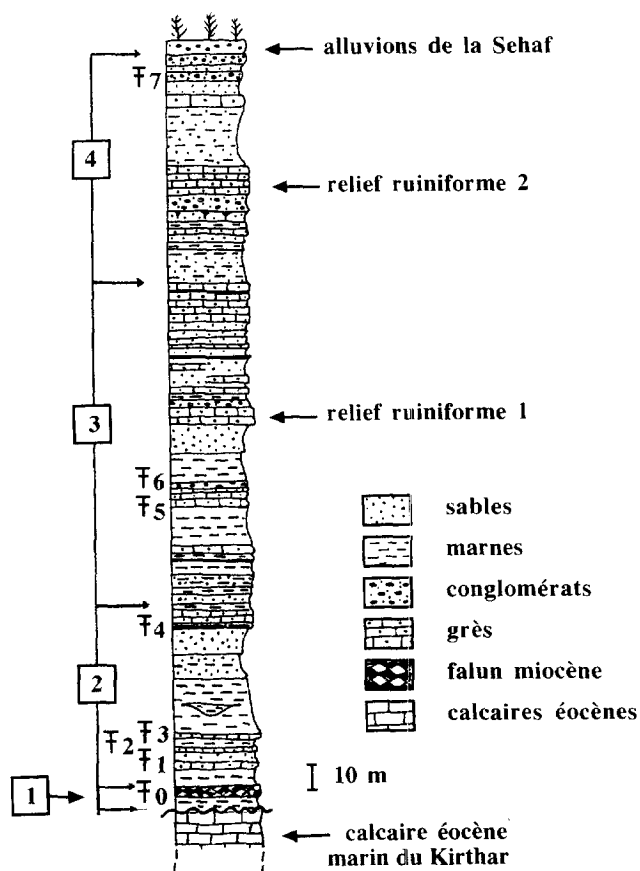 alluvions de la Sehaf
Ŧ7
4
relief ruiniforme 2
3
relief ruiniforme 1
Ŧ6
Ŧ5
sables
marnes
conglomérats
Ŧ4
grès
2
falun miocène
calcaires éocènes
Ŧ3
Ŧ2
Ŧ1
10 m
1
Ŧ0
calcaire éocène
marin du Kirthar